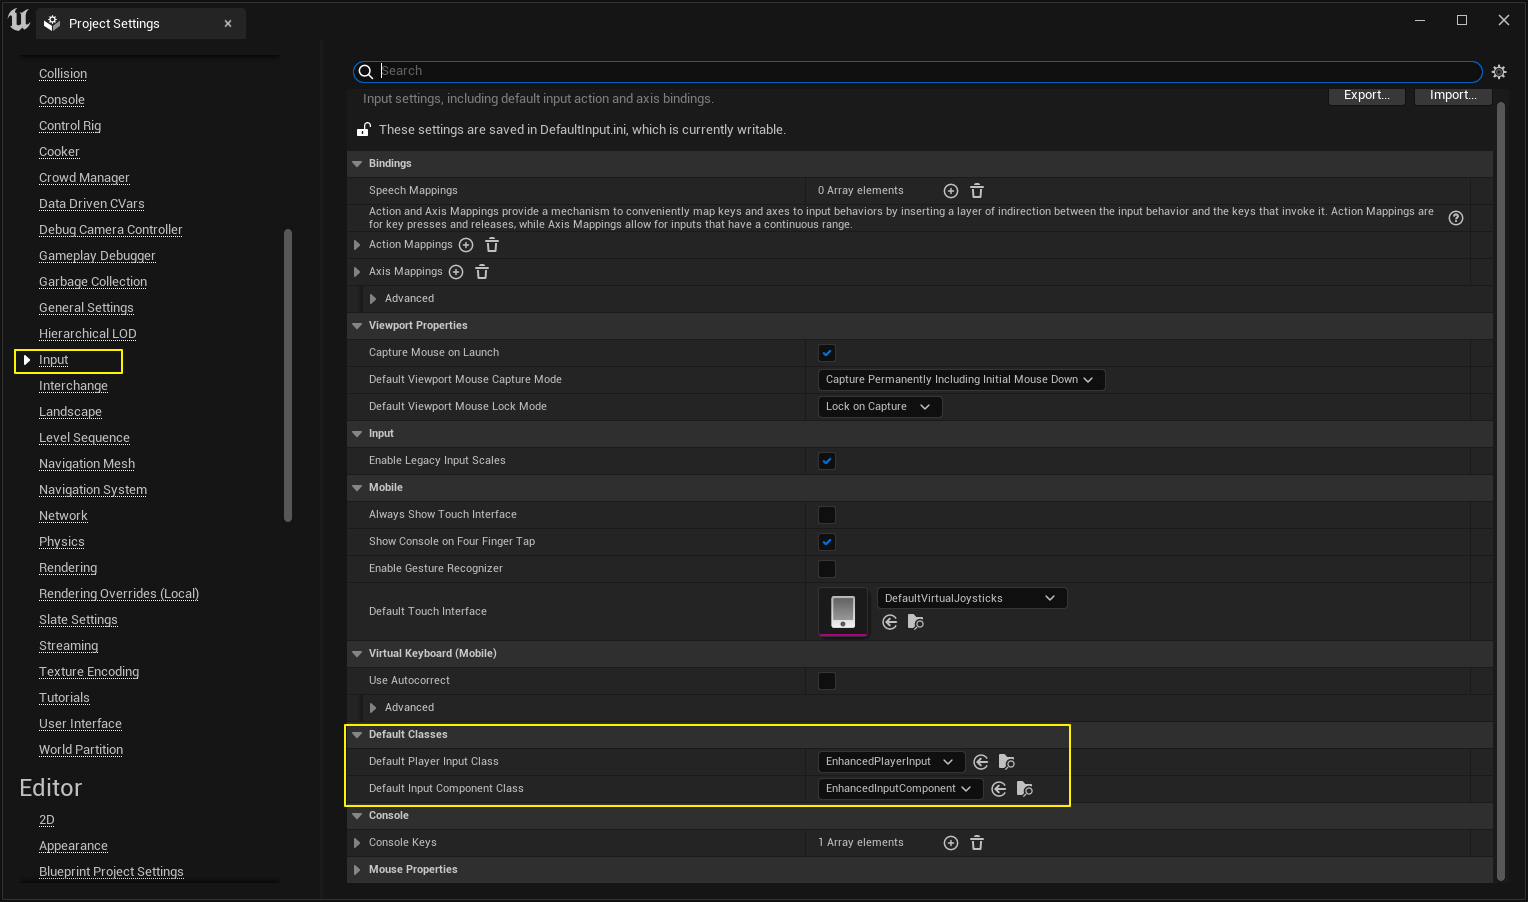 Project Settings
Collision
Console
Control Rig
Cooker
Crowd Manager
Data Driven CVars
Debug Camera Controller
Gameplay Debugger
Garbage Collection
General Settings
Hierarchical LOD
Input
Interchange
Landscape
Level Sequence
Navigation Mesh
Navigation System
Network
Physics
Rendering
Rendering Overrides (Local)
Slate Settings
Streaming
Texture Encoding
Tutorials
User Interface
World Partition
Editor
2D
Appearance
Blueprint Project Settings
Search
Input settings, including default input action and axis bindings.
Export... Import...
These settings are saved in DefaultInput.ini, which is currently writable.
Bindings
Speech Mappings 0 Array elements
Action and Axis Mappings provide a mechanism to conveniently map keys and axes to input behaviors by inserting a layer of indirection between the input behavior and the keys that invoke it. Action Mappings are
for key presses and releases, while Axis Mappings allow for inputs that have a continuous range.
Action Mappings
Axis Mappings
Advanced
Viewport Properties
Capture Mouse on Launch
Default Viewport Mouse Capture Mode Capture Permanently Including Initial Mouse Down
Default Viewport Mouse Lock Mode Lock on Capture
Input
Enable Legacy Input Scales
Mobile
Always Show Touch Interface
Show Console on Four Finger Tap
Enable Gesture Recognizer
Default Touch Interface DefaultVirtualJoysticks
Virtual Keyboard (Mobile)
Use Autocorrect
Advanced
Default Classes
Default Player Input Class EnhancedPlayerInput
Default Input Component Class EnhancedInputComponent
Console
Console Keys 1 Array elements
Mouse Properties